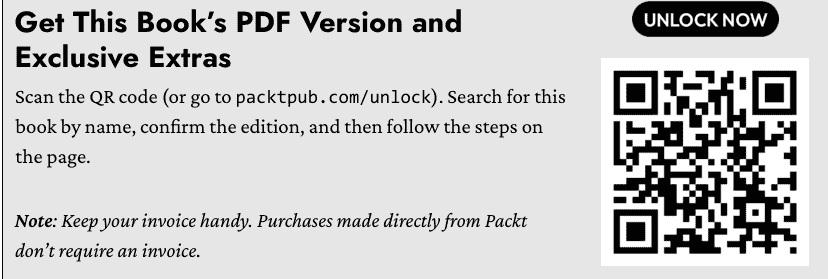 Get This Book’s PDF Version and
Exclusive Extras
UNLOCK NOW
Scan the QR code (or go to packtpub.com/unlock). Search for this
book by name, confirm the edition, and then follow the steps on
the page.
Note: Keep your invoice handy. Purchases made directly from Packt
don’t require an invoice.